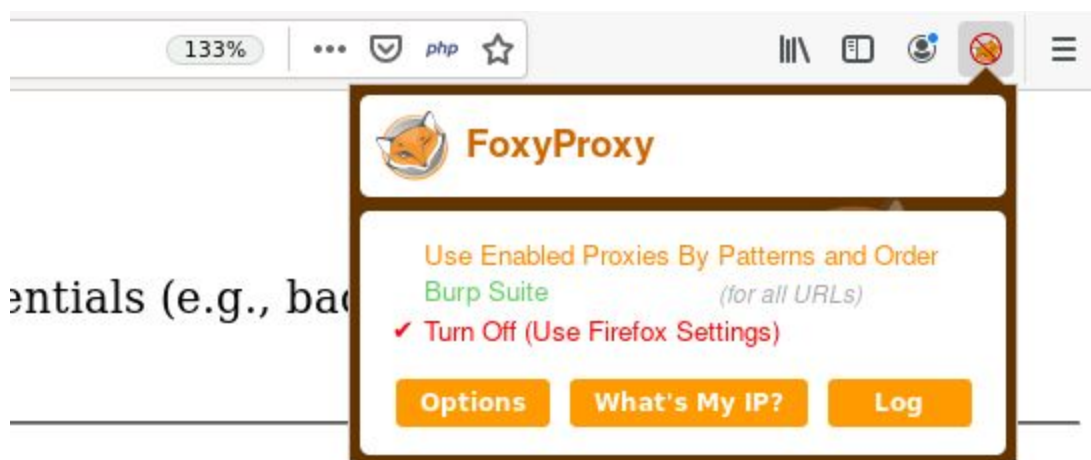 133%
php
FoxyProxy
Use Enabled Proxies By Patterns and Order
Burp Suite (for all URLs)
entials (e.g., bac
✔ Turn Off (Use Firefox Settings)
Options What's My IP? Log